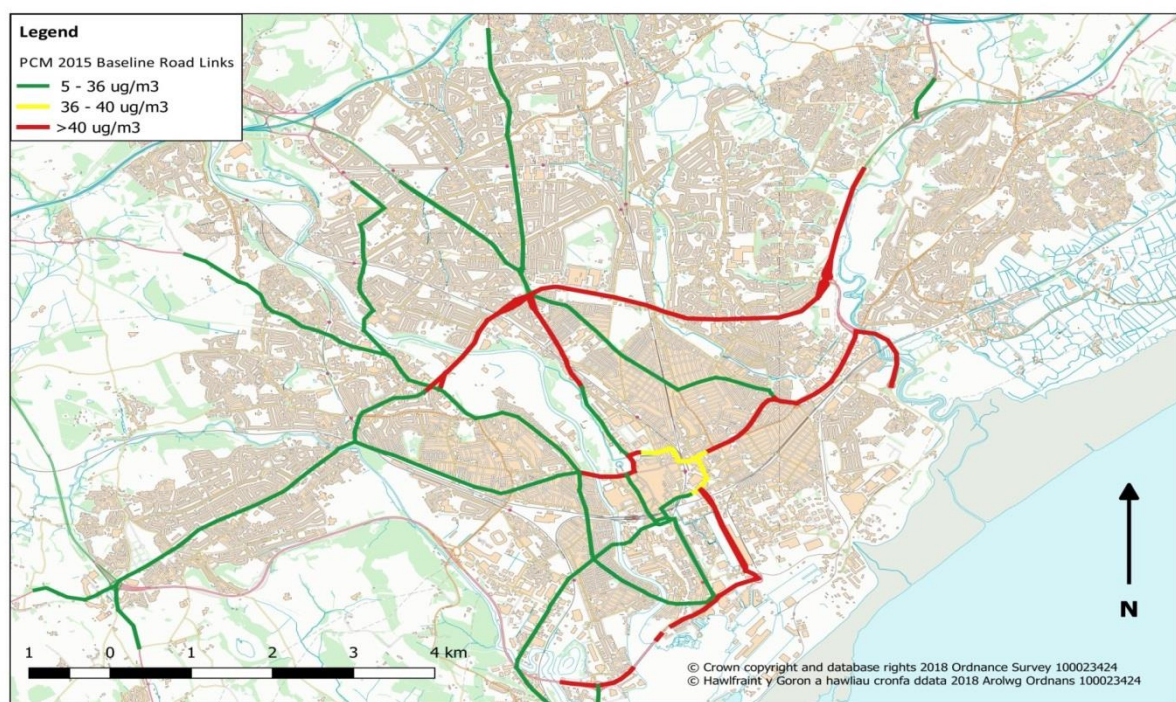 Legend
PCM 2015 Baseline Road Links
5 - 36 ug/m3
36 - 40 ug/m3
>40 ug/m3
N
1 0 1 2 3 4 km
© Crown copyright and database rights 2018 Ordnance Survey 100023424
© Hawlfraint y Goron a hawliau cronfa ddata 2018 Arolwg Ordnans 100023424